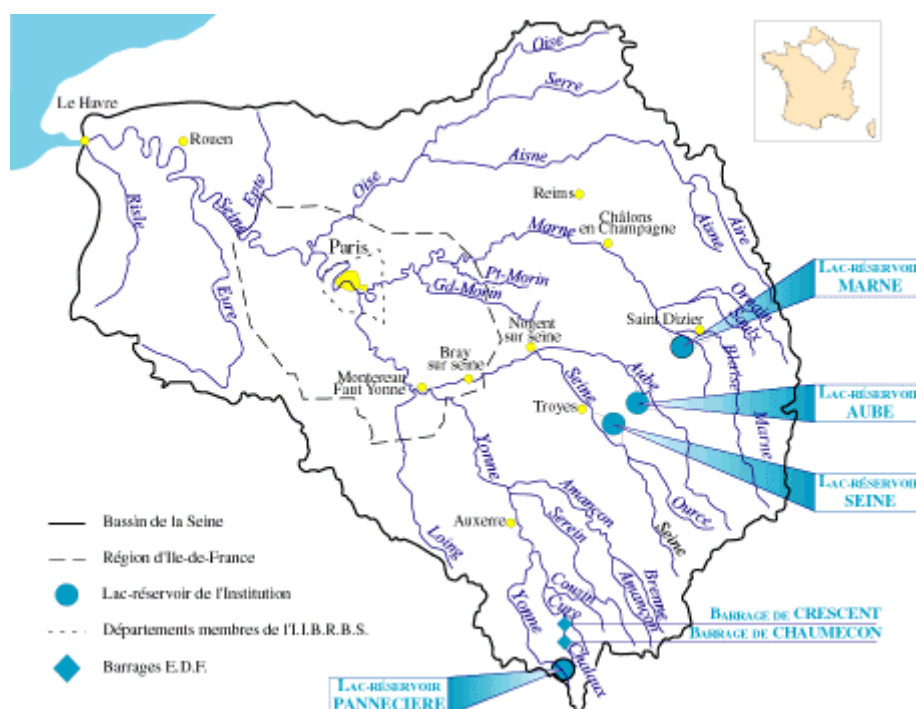 Oise
Serre
Le Havre
Rouen
Aisne
Epte
Oise
Reims
Aisne
Aire
Risle
Seine
Marne
Châlons
en Champagne
Paris
Pt-Morin
Gd-Morin
LAC-RÉSERVOIR
MARNE
Eure
Nogent
sur seine
Saint Dizier
Bray
sur seine
Blaise
Montereau
Faut Yonne
Seine
Aube
LAC-RÉSERVOIR
AUBE
Troyes
Marne
Yonne
LAC-RÉSERVOIR
SEINE
Amançon
Ource
Auxerre
Serein
Seine
Loing
Bassin de la Seine
Région d'Ile-de-France
Lac-réservoir de l'Institution
Départements membres de l'I.I.B.R.B.S.
Barrages E.D.F.
Cousin
Cure
Brenne
Amançon
Yonne
BARRAGE DE CRESCENT
BARRAGE DE CHAUMECON
Chalaux
LAC-RÉSERVOIR
PANNECIERE